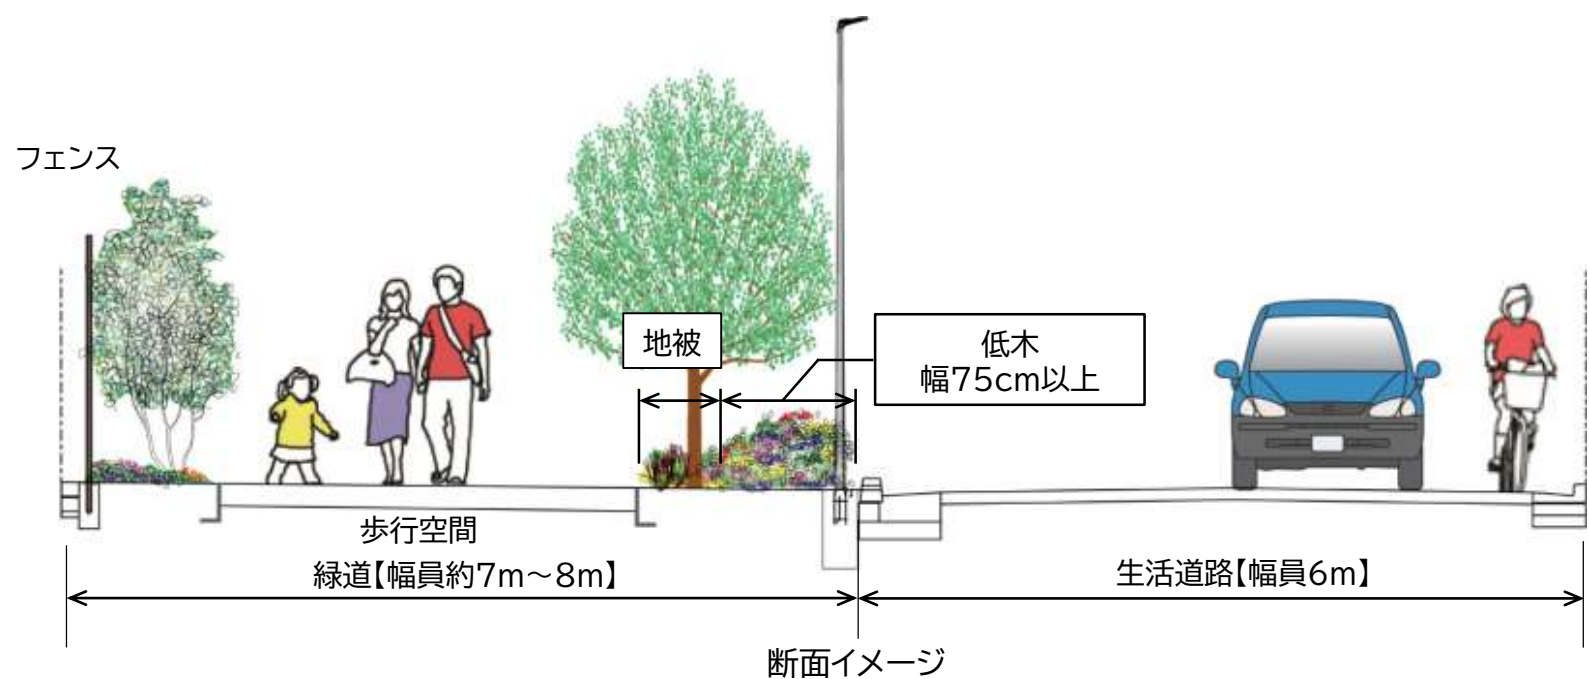 フェンス
地被
低木
幅75cm以上
歩行空間
緑道【幅員約7m～8m】
生活道路【幅員6m】
断面イメージ